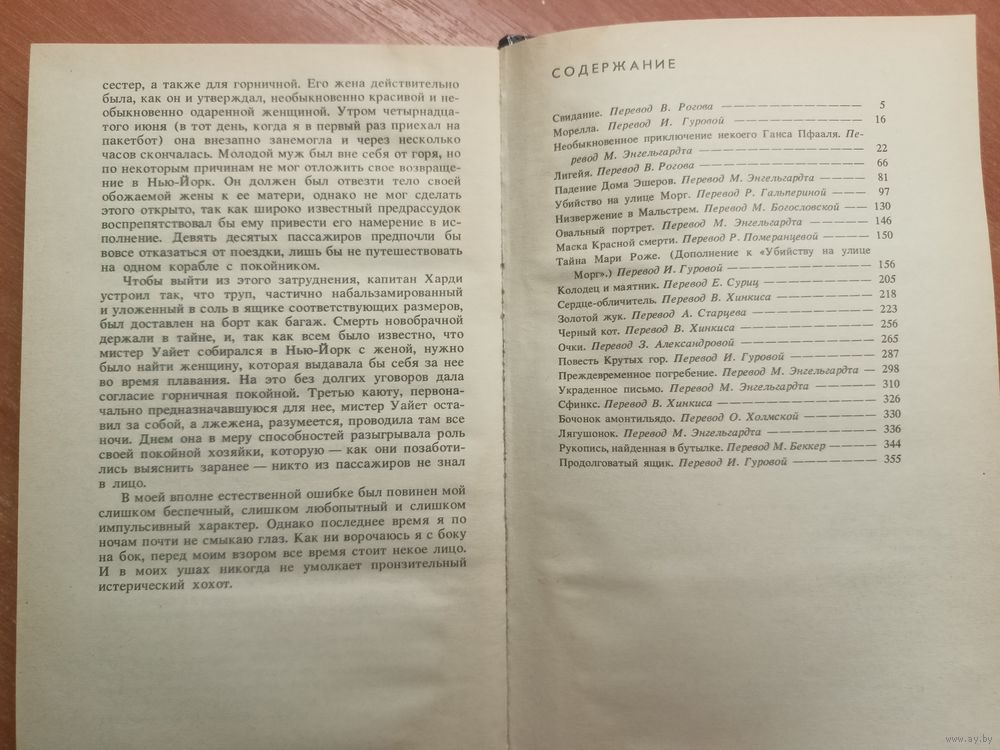 сестер, а также для горничной. Его жена действительно
была, как он и утверждал, необыкновенно красивой и не-
обыкновенно одаренной женщиной. Утром четырнадца-
того июня (в тот день, когда я в первый раз приехал на
пакетбот) она внезапно занемогла и через несколько
часов скончалась. Молодой муж был вне себя от горя, но
по некоторым причинам не мог отложить свое возвраще-
ние в Нью-Йорк. Он должен был отвезти тело своей
обожаемой жены к ее матери, однако не мог сделать
этого открыто, так как широко известный предрассудок
воспрепятствовал бы ему привести его намерение в ис-
полнение. Девять десятых пассажиров предпочли бы
вовсе отказаться от поездки, лишь бы не путешествовать
на одном корабле с покойником.
Чтобы выйти из этого затруднения, капитан Харди
устроил так, что труп, частично набальзамированный
и уложенный в соль в ящике соответствующих размеров,
был доставлен на борт как багаж. Смерть новобрачной
держали в тайне, и, так как всем было известно, что
мистер Уайет собирался в Нью-Йорк с женой, нужно
было найти женщину, которая выдавала бы себя за нее
во время плавания. На это без долгих уговоров дала
согласие горничная покойной. Третью каюту, первона-
чально предназначавшуюся для нее, мистер Уайет оста-
вил за собой, а лжежена, разумеется, проводила там все
ночи. Днем она в меру способностей разыгрывала роль
своей покойной хозяйки, которую — как они позаботи-
лись выяснить заранее — никто из пассажиров не знал
в лицо.
В моей вполне естественной ошибке был повинен мой
слишком беспечный, слишком любопытный и слишком
импульсивный характер. Однако последнее время я по
ночам почти не смыкаю глаз. Как ни ворочаюсь я с боку
на бок, перед моим взором все время стоит некое лицо.
И в моих ушах никогда не умолкает пронзительный
истерический хохот.
СОДЕРЖАНИЕ
Свидание. Перевод В. Рогова — 5
Морелла. Перевод И. Гуровой — 16
Необыкновенное приключение некоего Ганса Пфааля. Пе-
ревод М. Энгельгардта — 22
Лигейя. Перевод В. Рогова — 66
Падение Дома Эшеров. Перевод М. Энгельгардта — 81
Убийство на улице Морг. Перевод Р. Гальпериной — 97
Низвержение в Мальстрем. Перевод М. Богословской — 130
Овальный портрет. Перевод М. Энгельгардта — 146
Маска Красной смерти. Перевод Р. Померанцевой — 150
Тайна Мари Роже. (Дополнение к «Убийству на улице
Морг».) Перевод И. Гуровой — 156
Колодец и маятник. Перевод Е. Суриц — 205
Сердце-обличитель. Перевод В. Хинкиса — 218
Золотой жук. Перевод А. Старцева — 223
Черный кот. Перевод В. Хинкиса — 256
Очки. Перевод З. Александровой — 265
Повесть Крутых гор. Перевод И. Гуровой — 287
Преждевременное погребение. Перевод М. Энгельгардта — 298
Украденное письмо. Перевод М. Энгельгардта — 310
Сфинкс. Перевод В. Хинкиса — 326
Бочонок амонтильядо. Перевод О. Холмской — 330
Лягушонок. Перевод М. Энгельгардта — 336
Рукопись, найденная в бутылке. Перевод М. Беккер — 344
Продолговатый ящик. Перевод И. Гуровой — 355
www.ay.by